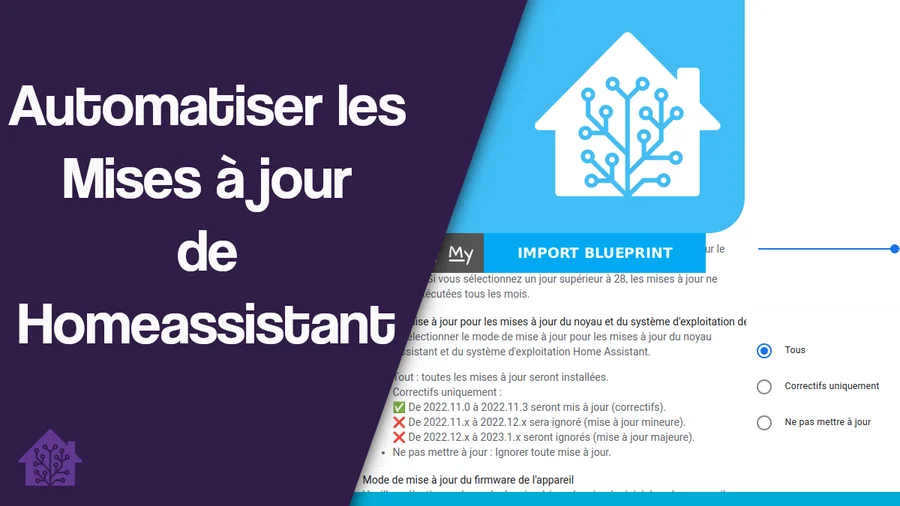 Automatiser les
Mises à jour
de
Homeassistant
My
IMPORT BLUEPRINT
ur le
Si vous sélectionnez un jour supérieur à 28, les mises à jour ne
écutées tous les mois.
ise à jour pour les mises à jour du noyau et du système d'exploitation de
électionner le mode de mise à jour pour les mises à jour du noyau
ssistant et du système d'exploitation Home Assistant.
Tout : toutes les mises à jour seront installées.
Correctifs uniquement :
✅ De 2022.11.0 à 2022.11.3 seront mis à jour (correctifs).
❌ De 2022.11.x à 2022.12.x sera ignoré (mise à jour mineure).
❌ De 2022.12.x à 2023.1.x seront ignorés (mise à jour majeure).
• Ne pas mettre à jour : Ignorer toute mise à jour.
Mode de mise à jour du firmware de l'appareil
Tous
Correctifs uniquement
Ne pas mettre à jour